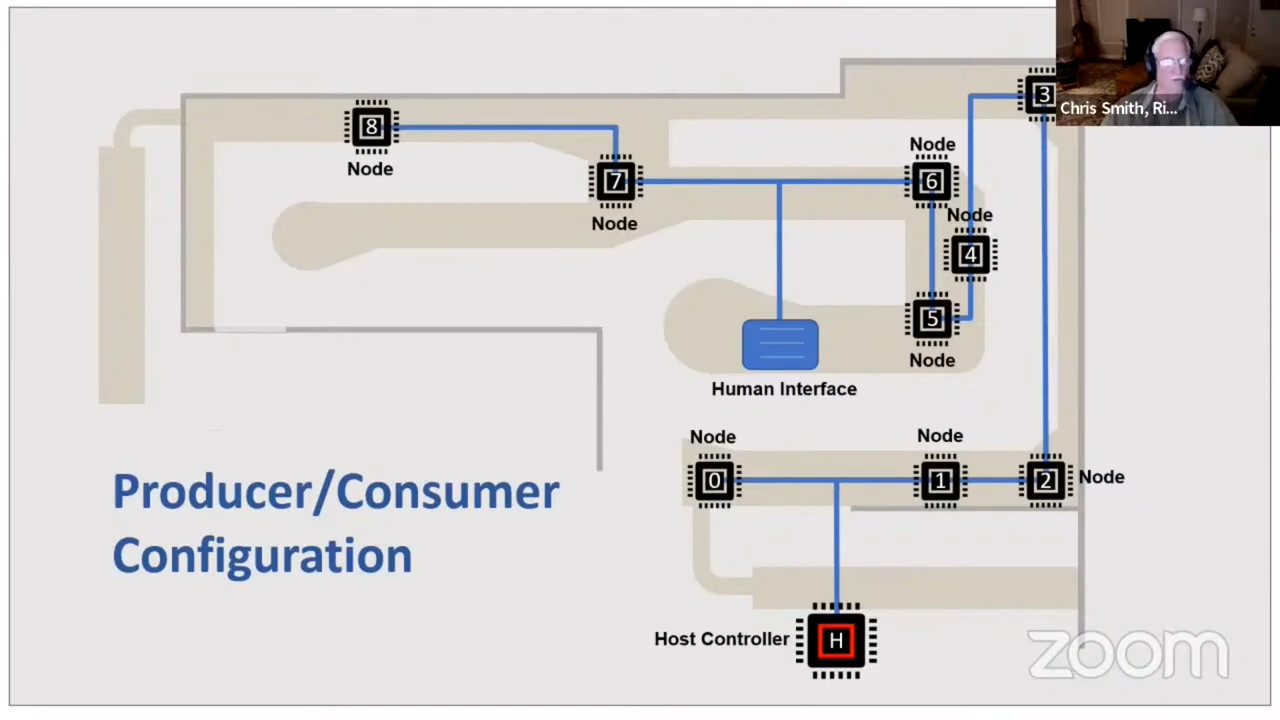 3
Chris Smith, Ri...
8
Node
Node
6
7
Node
Node
4
5
Node
Human Interface
Node
Node
0
1
2
Node
Producer/Consumer
Configuration
Host Controller
H
zoom